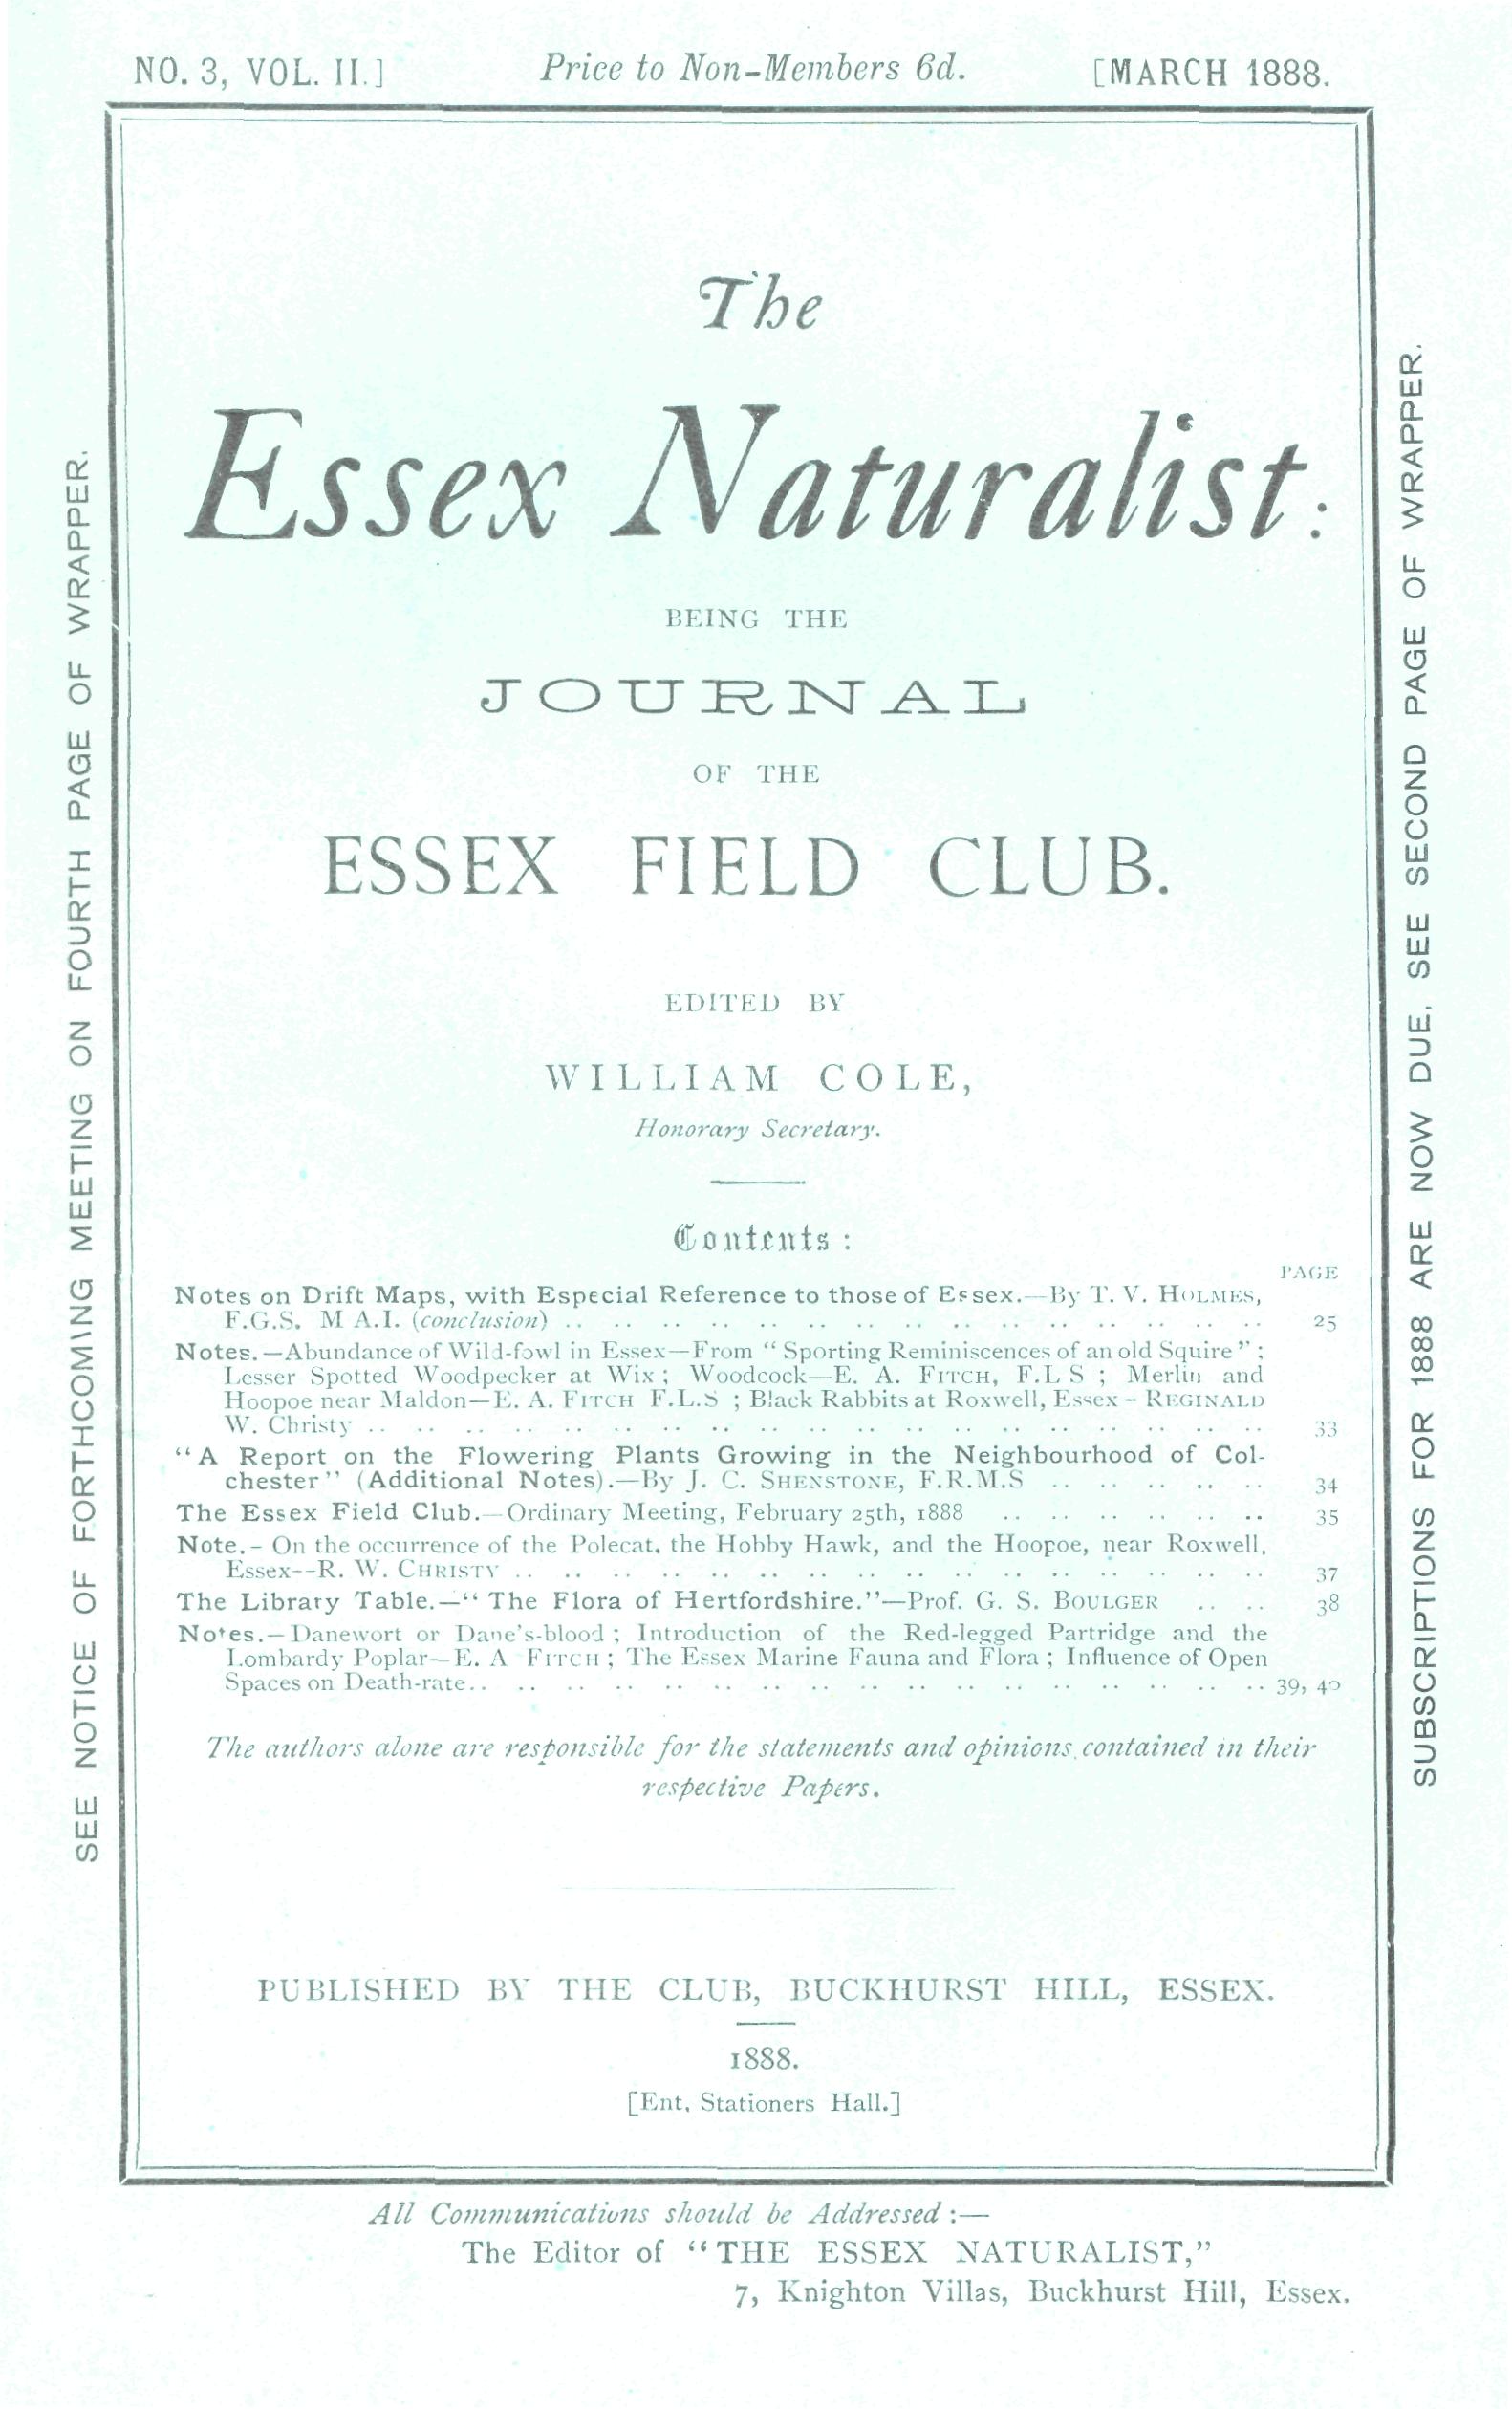 NO. 3, VOL. II.] Price to Non-Members 6d. [MARCH 1888.
The
Essex Naturalist:
BEING THE
JOURNAL
OF THE
ESSEX FIELD CLUB.
EDITED BY
WILLIAM COLE,
Honorary Secretary.
Contents:
PAGE
Notes on Drift Maps, with Especial Reference to those of Essex.—By T. V. HOLMES,
F.G.S. M A.I. (conclusion) .. .. .. .. .. .. .. .. .. .. .. .. .. .. .. 25
Notes.—Abundance of Wild-fowl in Essex—From "Sporting Reminiscences of an old Squire";
Lesser Spotted Woodpecker at Wix; Woodcock—E. A. FITCH, F.L S ; Merlin and
Hoopoe near Maldon—E. A. FITCH F.L.S ; Black Rabbits at Roxwell, Essex – REGINALD
W. Christy .. .. .. .. .. .. .. .. .. .. .. .. .. .. .. .. .. .. .. 33
"A Report on the Flowering Plants Growing in the Neighbourhood of Col-
chester" (Additional Notes).—By J. C. SHENSTONE, F.R.M.S .. .. .. .. .. 34
The Essex Field Club.—Ordinary Meeting, February 25th, 1888 .. .. .. .. .. .. 35
Note.– On the occurrence of the Polecat, the Hobby Hawk, and the Hoopoe, near Roxwell,
Essex--R. W. CHRISTY .. .. .. .. .. .. .. .. .. .. .. .. .. .. .. .. 37
The Library Table.—"The Flora of Hertfordshire."—Prof. G. S. BOULGER .. .. 38
Notes.—Danewort or Dane's-blood; Introduction of the Red-legged Partridge and the
Lombardy Poplar—E. A FITCH; The Essex Marine Fauna and Flora; Influence of Open
Spaces on Death-rate.. .. .. .. .. .. .. .. .. .. .. .. .. .. .. .. .. 39, 40
The authors alone are responsible for the statements and opinions contained in their
respective Papers.
PUBLISHED BY THE CLUB, BUCKHURST HILL, ESSEX.
1888.
[Ent. Stationers Hall.]
All Communications should be Addressed:—
The Editor of "THE ESSEX NATURALIST,"
7, Knighton Villas, Buckhurst Hill, Essex.
SEE NOTICE OF FORTHCOMING MEETING ON FOURTH PAGE OF WRAPPER.
SUBSCRIPTIONS FOR 1888 ARE NOW DUE, SEE SECOND PAGE OF WRAPPER.